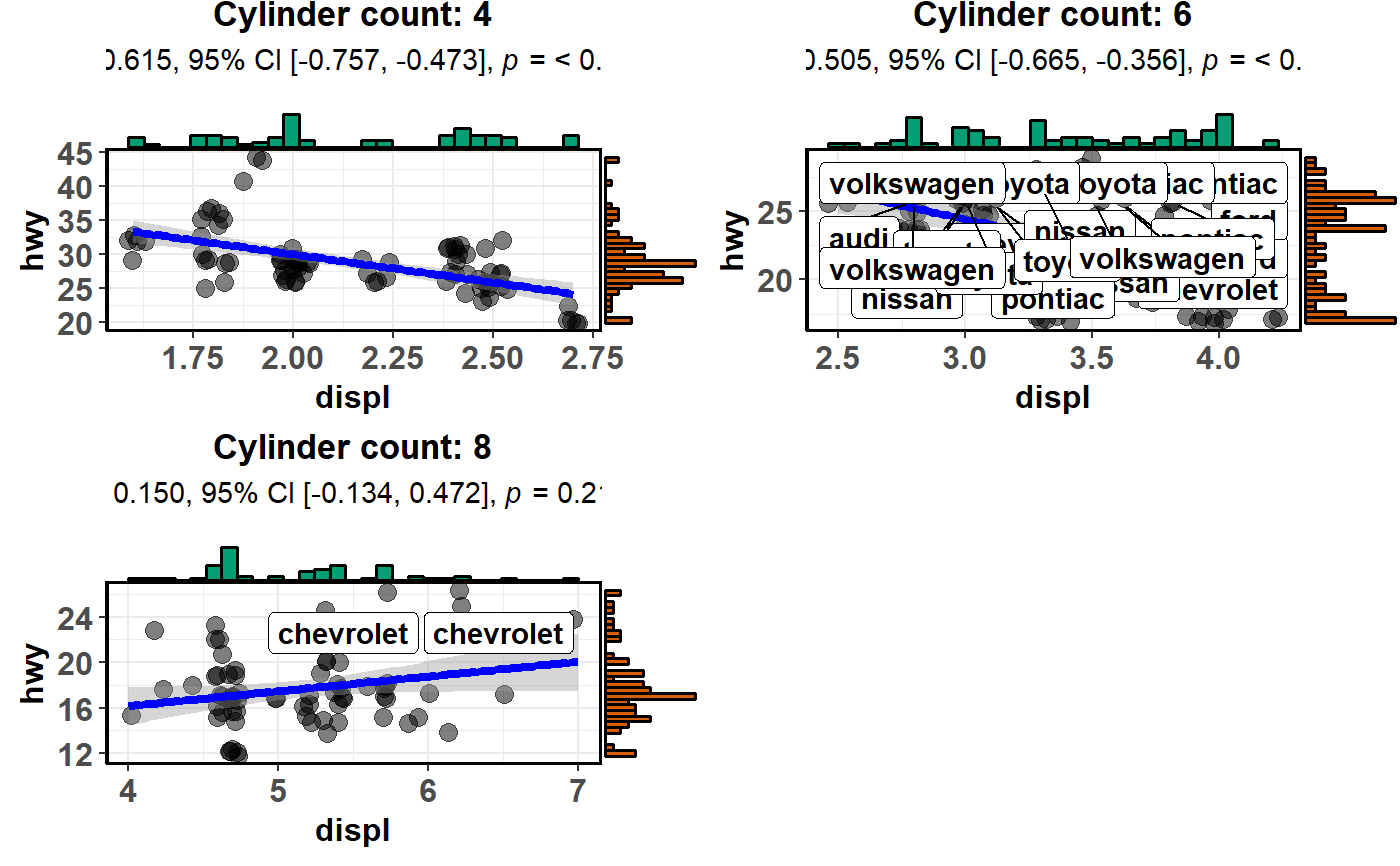 Cylinder count: 4
0.615, 95% CI [-0.757, -0.473], p = < 0.
45
40
35
30
25
20
hwy
1.75 2.00 2.25 2.50 2.75
displ
Cylinder count: 6
0.505, 95% CI [-0.665, -0.356], p = < 0.
25
20
hwy
volkswagen oyota oyota iac ntiac
ford
audi nissan pontiac
volkswagen toy volkswagen
nissan pontiac ssan evrolet
2.5 3.0 3.5 4.0
displ
Cylinder count: 8
0.150, 95% CI [-0.134, 0.472], p = 0.2
24
20
16
12
hwy
chevrolet chevrolet
4 5 6 7
displ